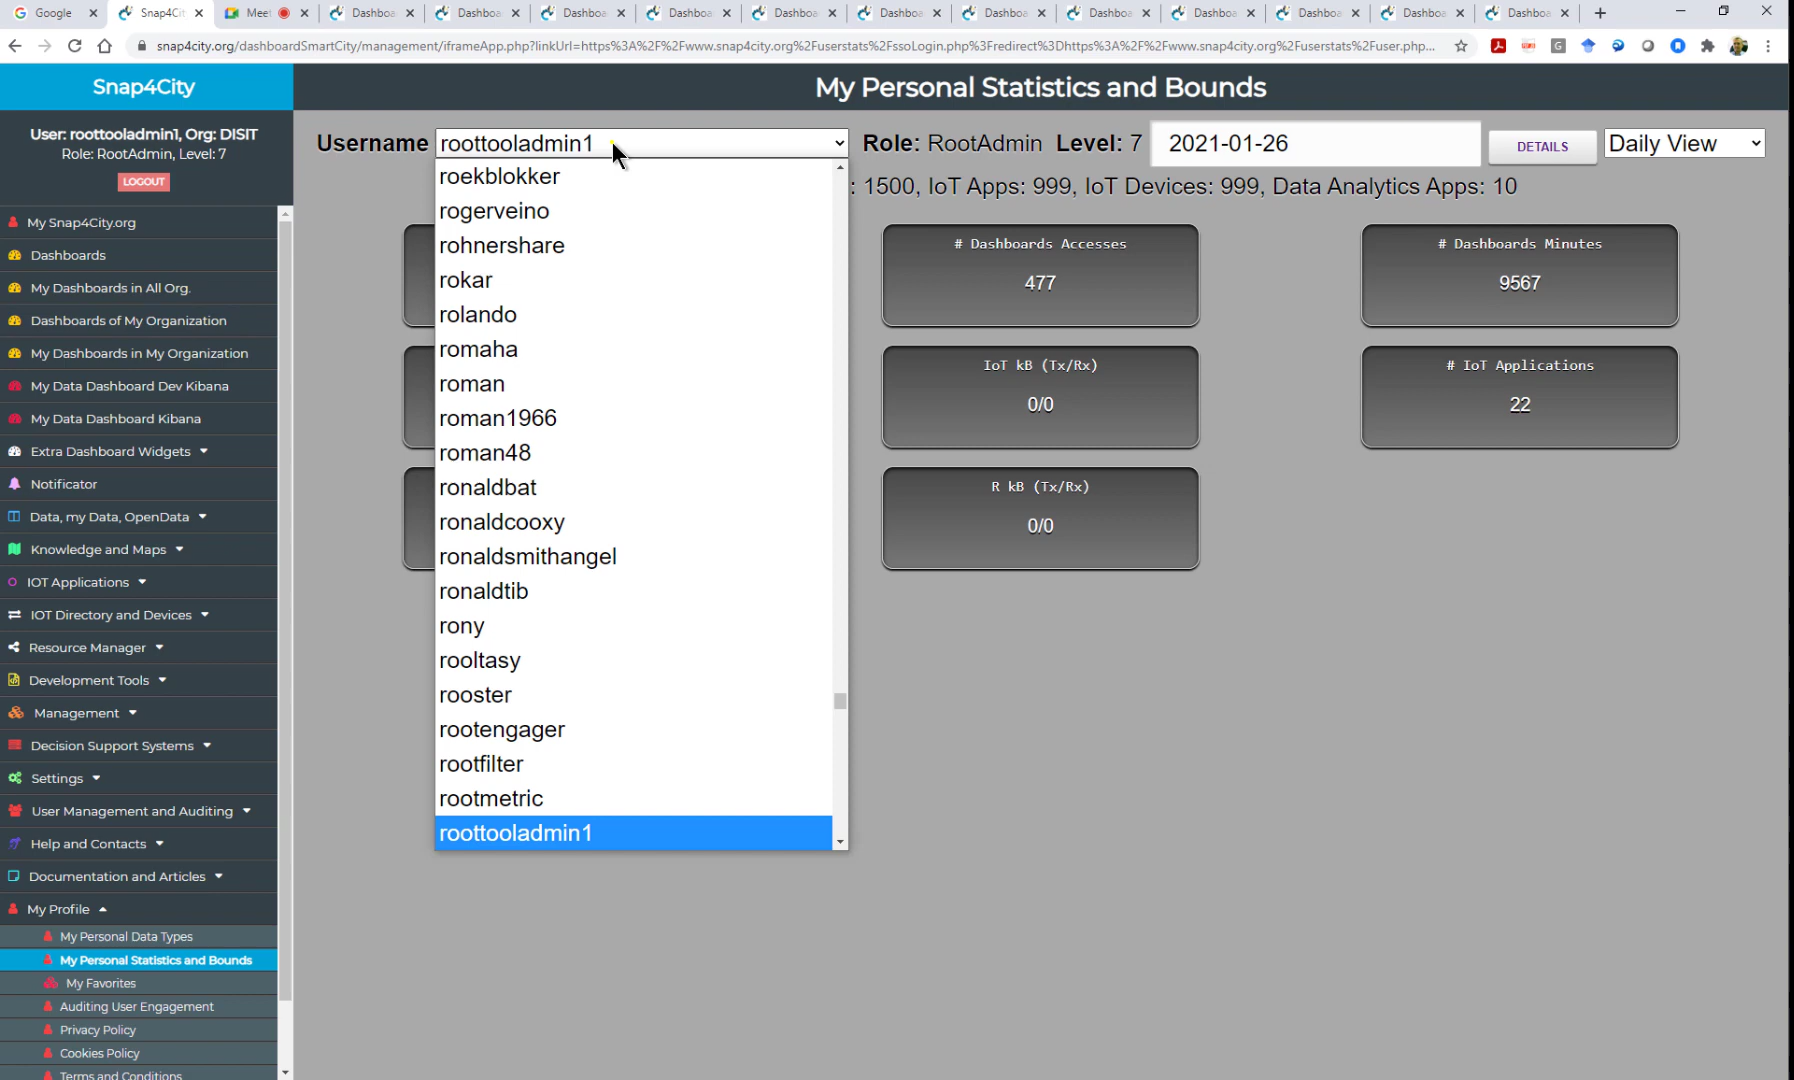 Google
Snap4Ci
Meet
Dashboa
Dashboa
Dashboa
Dashboa
Dashboa
Dashboa
Dashboa
Dashboa
Dashboa
Dashboa
Dashboa
Dashboa
snap4city.org/dashboardSmartCity/management/iframeApp.php?linkUrl=https%3A%2F%2Fwww.snap4city.org%2Fuserstats%2FssoLogin.php%3Fredirect%3Dhttps%3A%2F%2Fwww.snap4city.org%2Fuserstats%2Fuser.php...
Snap4City
User: roottooladmin1, Org: DISIT
Role: RootAdmin, Level: 7
LOGOUT
My Snap4City.org
Dashboards
My Dashboards in All Org.
Dashboards of My Organization
My Dashboards in My Organization
My Data Dashboard Dev Kibana
My Data Dashboard Kibana
Extra Dashboard Widgets
Notificator
Data, my Data, OpenData
Knowledge and Maps
IOT Applications
IOT Directory and Devices
Resource Manager
Development Tools
Management
Decision Support Systems
Settings
User Management and Auditing
Help and Contacts
Documentation and Articles
My Profile
My Personal Data Types
My Personal Statistics and Bounds
My Favorites
Auditing User Engagement
Privacy Policy
Cookies Policy
Terms and Conditions
My Personal Statistics and Bounds
Username roottooladmin1 Role: RootAdmin Level: 7 2021-01-26 DETAILS Daily View
: 1500, IoT Apps: 999, IoT Devices: 999, Data Analytics Apps: 10
roekblokker
rogerveino
rohnershare
rokar
rolando
romaha
roman
roman1966
roman48
ronaldbat
ronaldcooxy
ronaldsmithangel
ronaldtib
rony
rooltasy
rooster
rootengager
rootfilter
rootmetric
roottooladmin1
# Dashboards Accesses
477
# Dashboards Minutes
9567
IoT kB (Tx/Rx)
0/0
# IoT Applications
22
R kB (Tx/Rx)
0/0